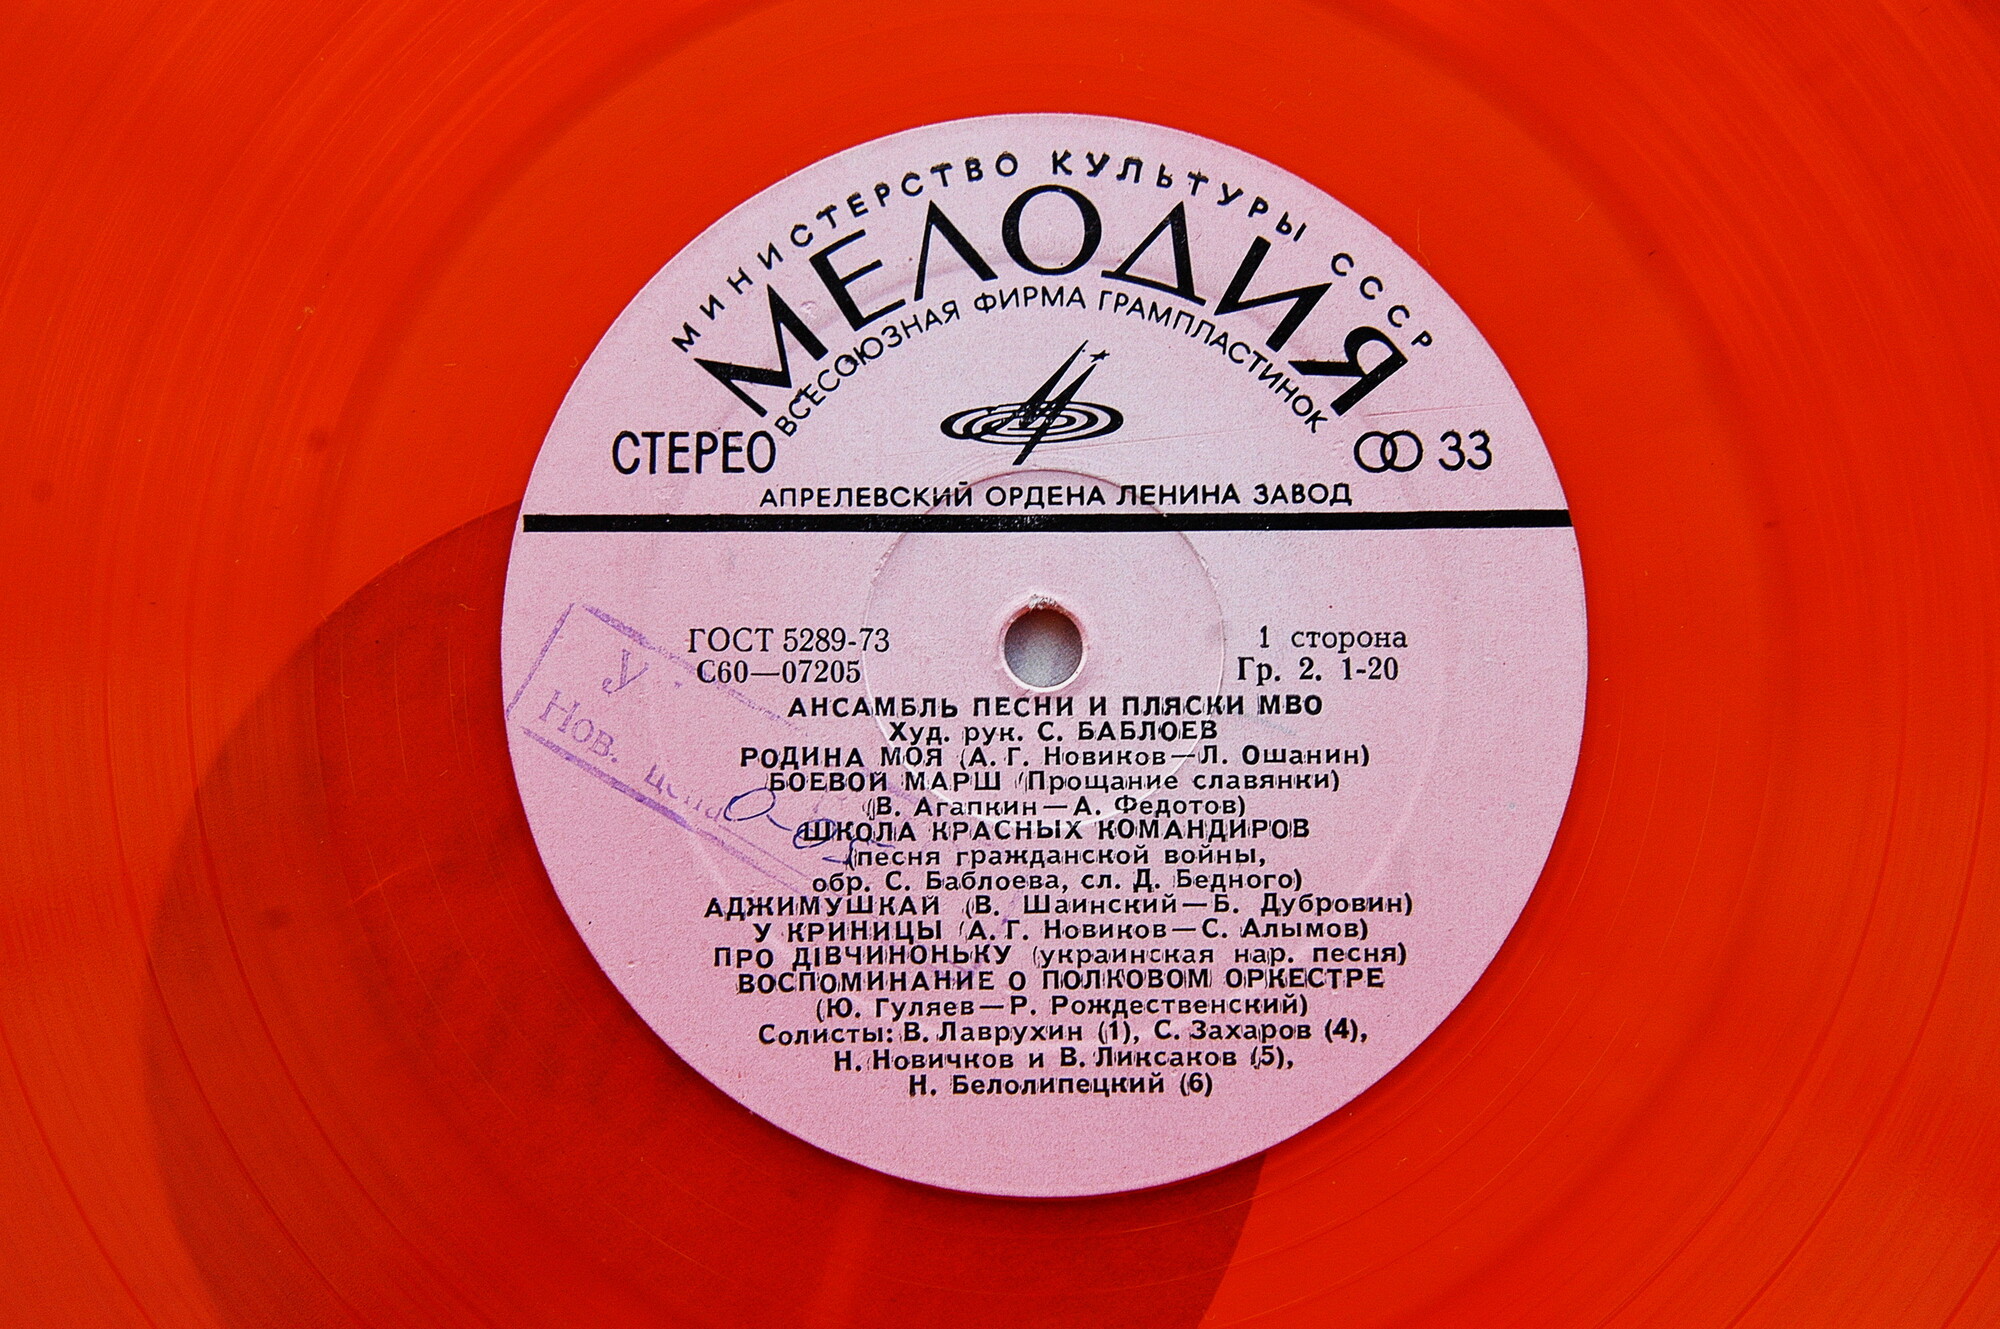 МИНИСТЕРСТВО КУЛЬТУРЫ СССР
МЕЛОДИЯ
ВСЕСОЮЗНАЯ ФИРМА ГРАМПЛАСТИНОК
СТЕРЕО
33
АПРЕЛЕВСКИЙ ОРДЕНА ЛЕНИНА ЗАВОД
ГОСТ 5289-73
1 сторона
С60—07205
Гр. 2. 1-20
У
Нов. цена
АНСАМБЛЬ ПЕСНИ И ПЛЯСКИ МВО
Худ. рук. С. БАБЛОЕВ
РОДИНА МОЯ (А. Г. Новиков—Л. Ошанин)
БОЕВОЙ МАРШ (Прощание славянки)
(В. Агапкин—А. Федотов)
ШКОЛА КРАСНЫХ КОМАНДИРОВ
(песня гражданской войны,
обр. С. Баблоева, сл. Д. Бедного)
АДЖИМУШКАЙ (В. Шаинский—Б. Дубровин)
У КРИНИЦЫ (А. Г. Новиков—С. Алымов)
ПРО ДІВЧИНОНЬКУ (украинская нар. песня)
ВОСПОМИНАНИЕ О ПОЛКОВОМ ОРКЕСТРЕ
(Ю. Гуляев—Р. Рождественский)
Солисты: В. Лаврухин (1), С. Захаров (4),
Н. Новичков и В. Ликсаков (5),
Н. Белолипецкий (6)